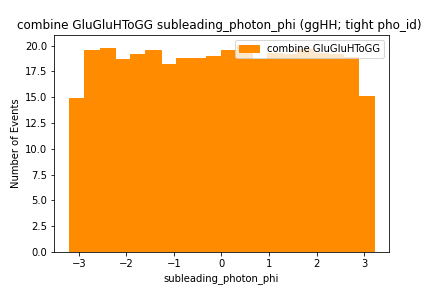 combine GluGluHToGG subleading_photon_phi (ggHH; tight pho_id)
combine GluGluHToGG
20.0
17.5
15.0
12.5
10.0
7.5
5.0
2.5
0.0
Number of Events
−3 −2 −1 0 1 2 3
subleading_photon_phi